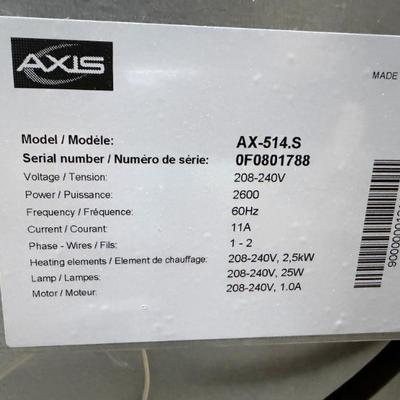 AXIS
MADE
Model / Modèle: AX-514.S
Serial number / Numéro de série: 0F0801788
Voltage / Tension: 208-240V
Power / Puissance: 2600
Frequency / Fréquence: 60Hz
Current / Courant: 11A
Phase - Wires / Fils: 1 - 2
Heating elements / Element de chauffage: 208-240V, 2,5kW
Lamp / Lampes: 208-240V, 25W
Motor / Moteur: 208-240V, 1.0A